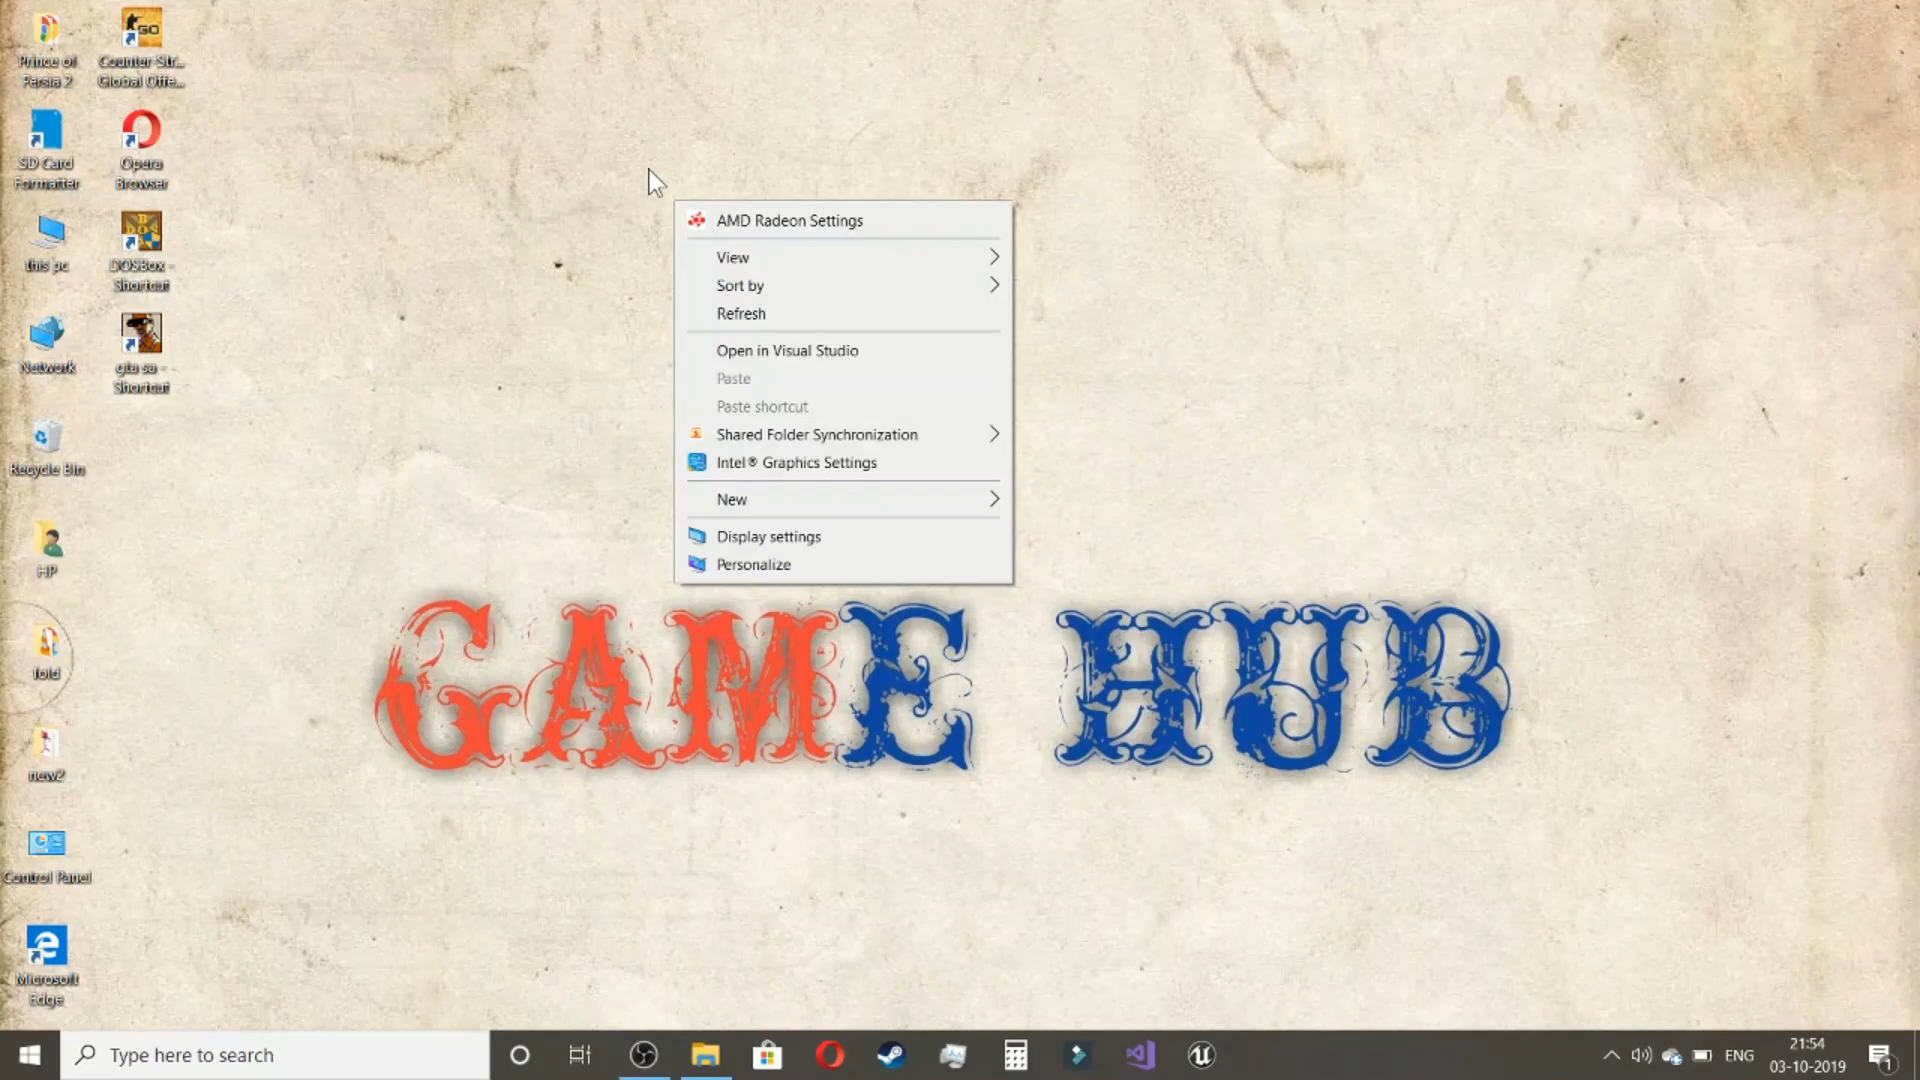 Prince of
Persia 2
Counter Str...
Global Offe...
SD Card
Formatter
Opera
Browser
this pc
DOSBox -
Shortcut
Network
gta sa -
Shortcut
Recycle Bin
HP
fold
new2
Control Panel
Microsoft
Edge
AMD Radeon Settings
View
Sort by
Refresh
Open in Visual Studio
Paste
Paste shortcut
Shared Folder Synchronization
Intel® Graphics Settings
New
Display settings
Personalize
GAME HUB
Type here to search
ENG
21:54
03-10-2019
1